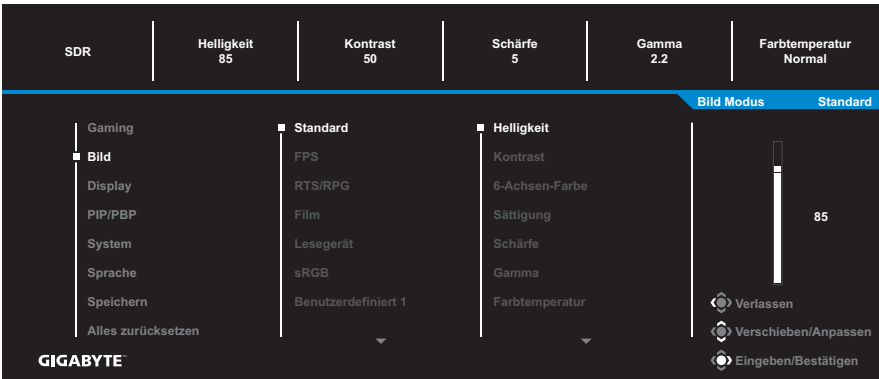 SDR
Helligkeit
85
Kontrast
50
Schärfe
5
Gamma
2.2
Farbtemperatur
Normal
Bild Modus Standard
Gaming
Bild
Display
PIP/PBP
System
Sprache
Speichern
Alles zurücksetzen
Standard
FPS
RTS/RPG
Film
Lesegerät
sRGB
Benutzerdefiniert 1
Helligkeit
Kontrast
6-Achsen-Farbe
Sättigung
Schärfe
Gamma
Farbtemperatur
85
Verlassen
Verschieben/Anpassen
Eingeben/Bestätigen
GIGABYTE™